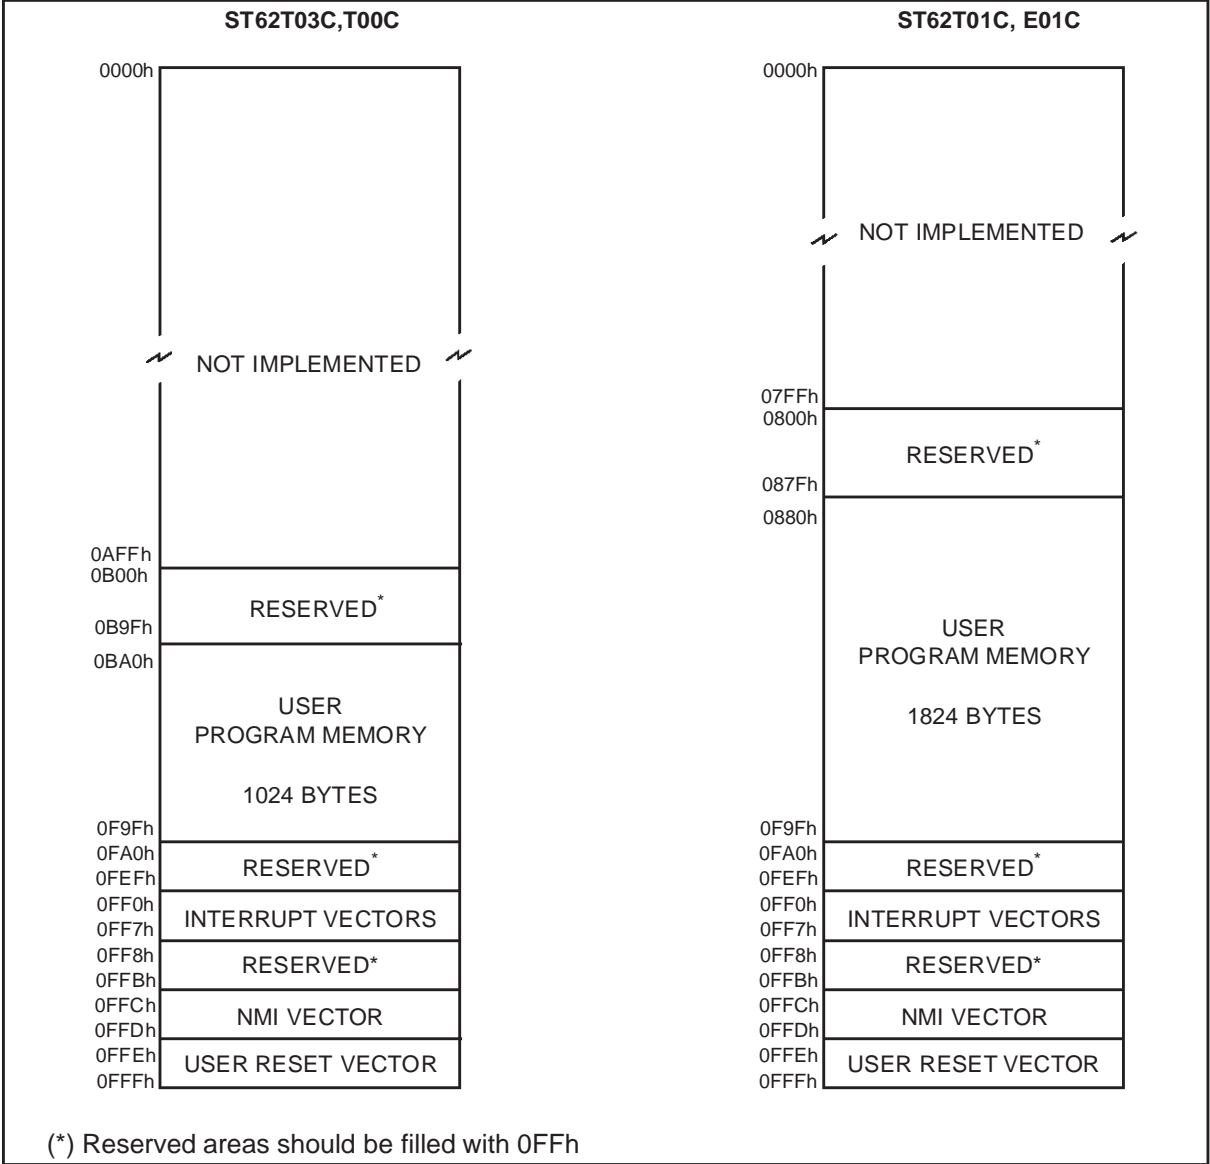 ST62T03C,T00C
0000h
NOT IMPLEMENTED
0AFFh
0B00h
RESERVED*
0B9Fh
0BA0h
USER
PROGRAM MEMORY
1024 BYTES
0F9Fh
0FA0h
RESERVED*
0FEFh
0FF0h
INTERRUPT VECTORS
0FF7h
0FF8h
RESERVED*
0FFBh
0FFCh
NMI VECTOR
0FFDh
0FFEh
USER RESET VECTOR
0FFFh
ST62T01C, E01C
0000h
NOT IMPLEMENTED
07FFh
0800h
RESERVED*
087Fh
0880h
USER
PROGRAM MEMORY
1824 BYTES
0F9Fh
0FA0h
RESERVED*
0FEFh
0FF0h
INTERRUPT VECTORS
0FF7h
0FF8h
RESERVED*
0FFBh
0FFCh
NMI VECTOR
0FFDh
0FFEh
USER RESET VECTOR
0FFFh
(*) Reserved areas should be filled with 0FFh